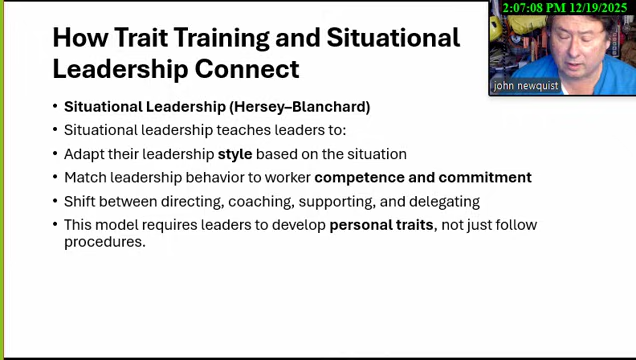 2:07:08 PM 12/19/2025
How Trait Training and Situational
Leadership Connect
john newquist
• Situational Leadership (Hersey–Blanchard)
• Situational leadership teaches leaders to:
• Adapt their leadership style based on the situation
• Match leadership behavior to worker competence and commitment
• Shift between directing, coaching, supporting, and delegating
• This model requires leaders to develop personal traits, not just follow
procedures.